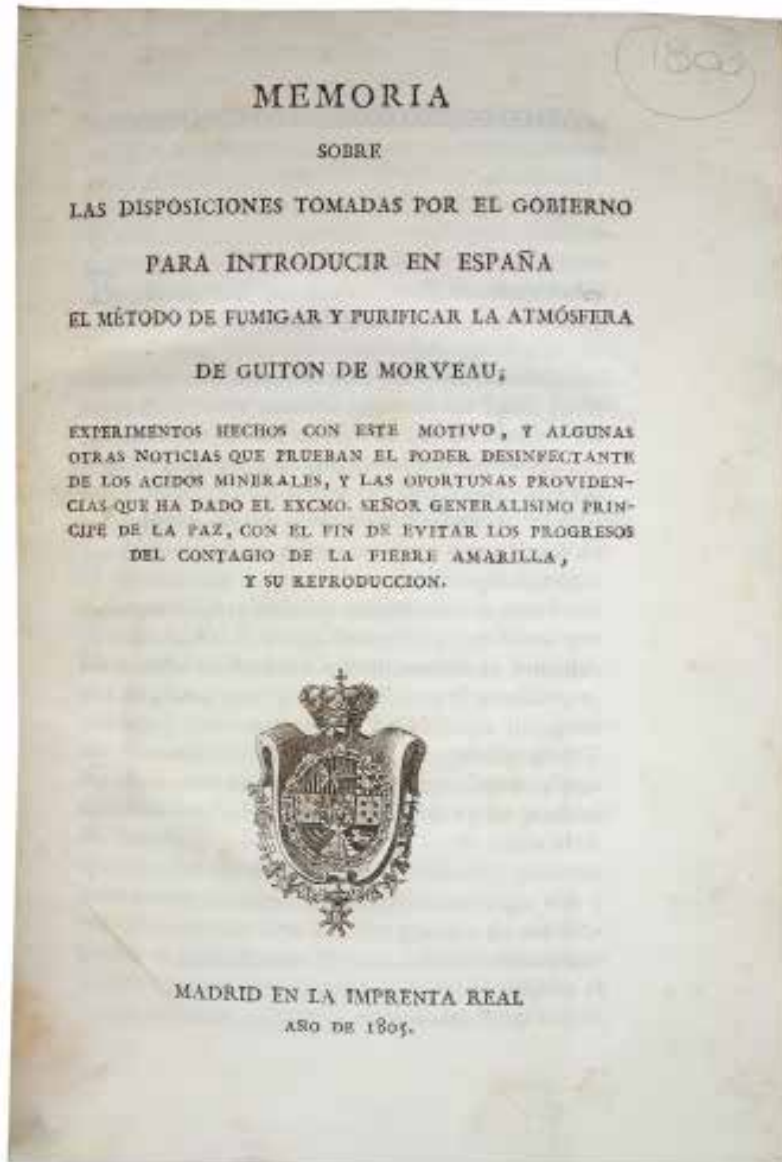 MEMORIA
SOBRE
LAS DISPOSICIONES TOMADAS POR EL GOBIERNO
PARA INTRODUCIR EN ESPAÑA
EL MÉTODO DE FUMIGAR Y PURIFICAR LA ATMÓSFERA
DE GUITON DE MORVEAU;
EXPERIMENTOS HECHOS CON ESTE MOTIVO, Y ALGUNAS
OTRAS NOTICIAS QUE PRUEBAN EL PODER DESINFECTANTE
DE LOS ACIDOS MINERALES, Y LAS OPORTUNAS PROVIDEN-
CIAS QUE HA DADO EL EXCMO. SEÑOR GENERALISIMO PRIN-
CIPE DE LA PAZ, CON EL FIN DE EVITAR LOS PROGRESOS
DEL CONTAGIO DE LA FIEBRE AMARILLA,
Y SU REPRODUCCION.
MADRID EN LA IMPRENTA REAL
AÑO DE 1805.